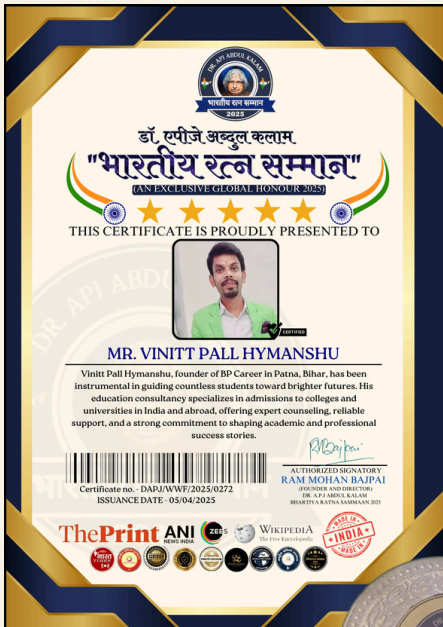 DR. APJ ABDUL KALAM
भारतीय रत्न सम्मान
2025
डॉ. एपीजे अब्दुल कलाम
"भारतीय रत्न सम्मान"
(AN EXCLUSIVE GLOBAL HONOUR 2025)
THIS CERTIFICATE IS PROUDLY PRESENTED TO
CERTIFIED
MR. VINITT PALL HYMANSHU
Vinitt Pall Hymanshu, founder of BP Career in Patna, Bihar, has been
instrumental in guiding countless students toward brighter futures. His
education consultancy specializes in admissions to colleges and
universities in India and abroad, offering expert counseling, reliable
support, and a strong commitment to shaping academic and professional
success stories.
Certificate no. - DAPJ/WWF/2025/0272
ISSUANCE DATE - 05/04/2025
AUTHORIZED SIGNATORY
RAM MOHAN BAJPAI
(FOUNDER AND DIRECTOR)
DR. A.P.J ABDUL KALAM
BHARTIYA RATNA SAMMAAN 2025
ThePrint
ANI
NEWS INDIA
ZEE5
WIKIPEDIA
The Free Encyclopedia
MADE IN
INDIA
MADE IN